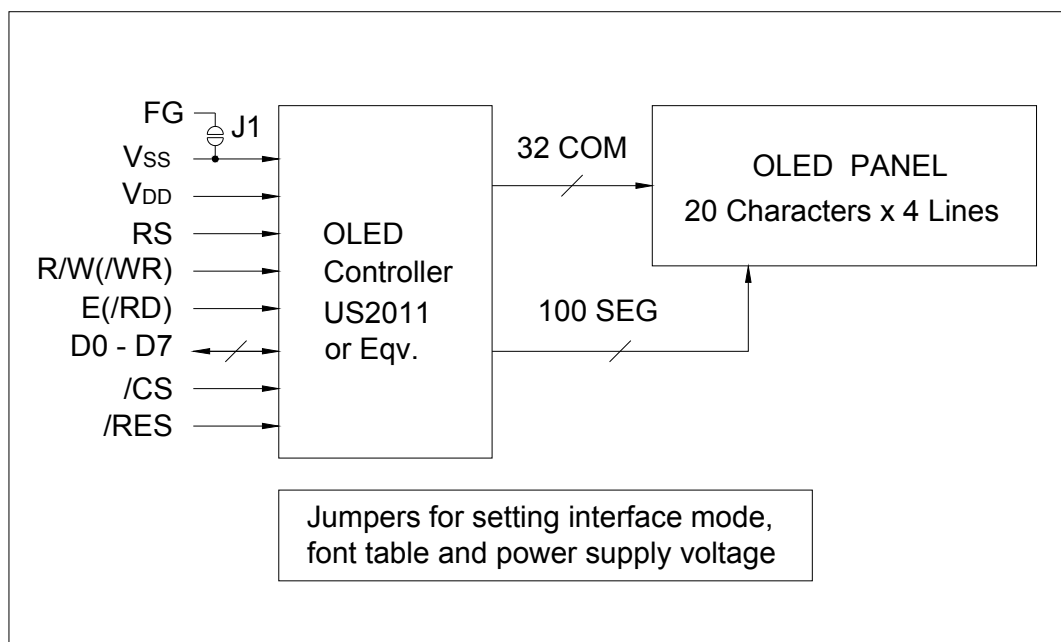 FG
J1
VSS
VDD
RS
R/W(/WR)
E(/RD)
D0 - D7
/CS
/RES
OLED
Controller
US2011
or Eqv.
32 COM
100 SEG
OLED PANEL
20 Characters x 4 Lines
Jumpers for setting interface mode,
font table and power supply voltage